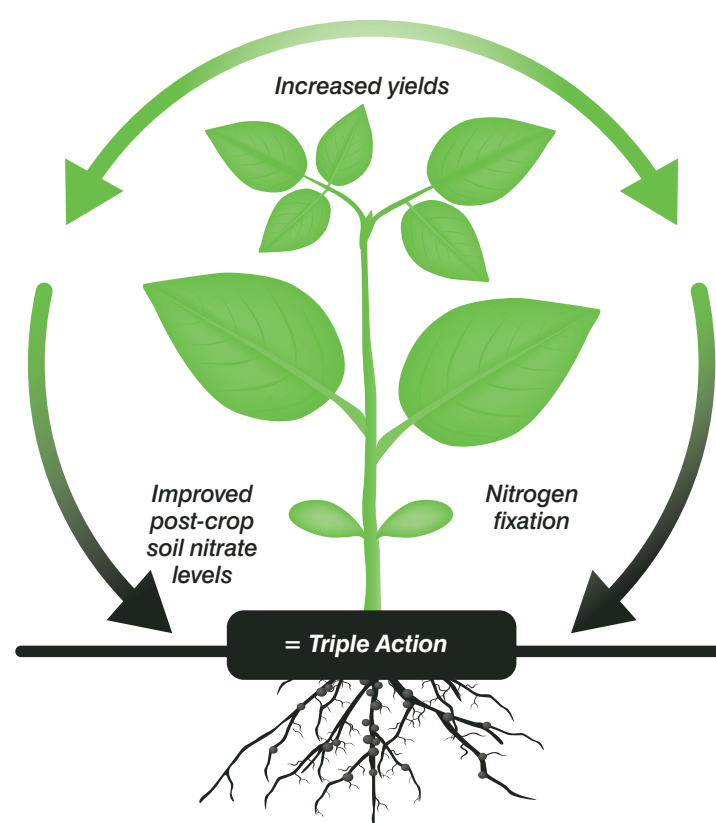 Increased yields
Improved
post-crop
soil nitrate
levels
Nitrogen
fixation
= Triple Action